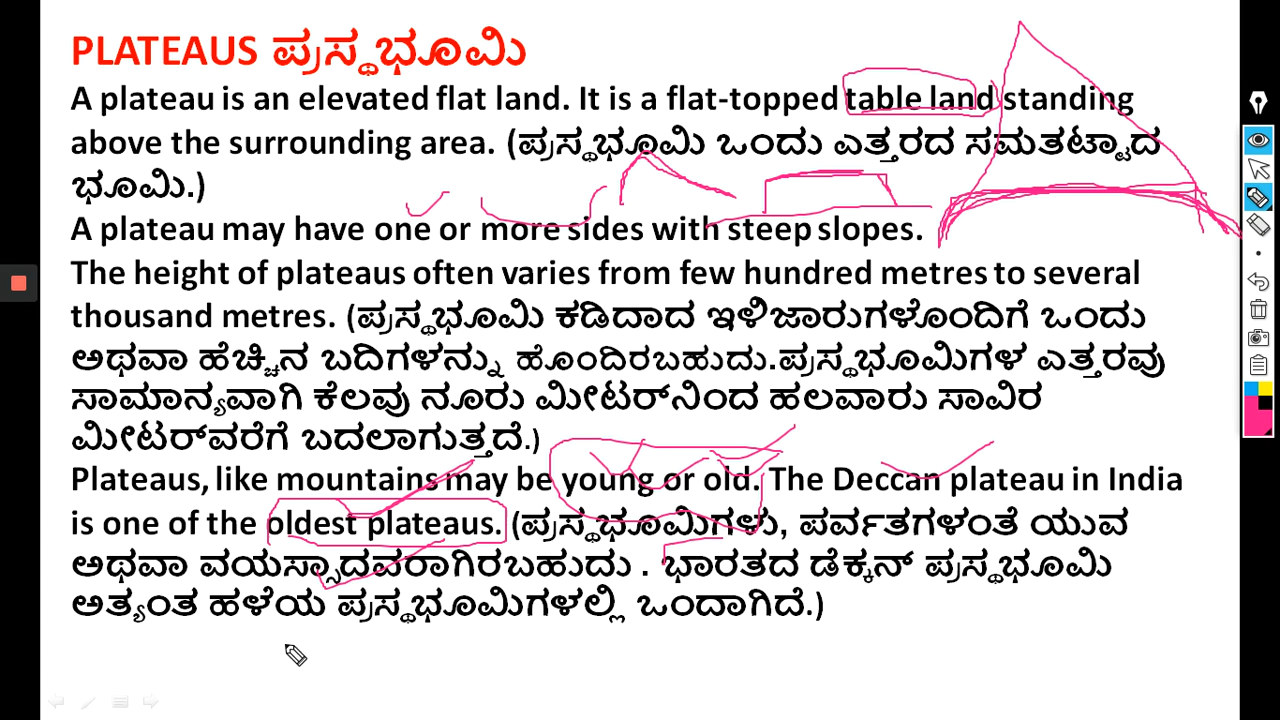 PLATEAUS ಪ್ರಸ್ಥಭೂಮಿ
A plateau is an elevated flat land. It is a flat-topped table land standing
above the surrounding area. (ಪ್ರಸ್ಥಭೂಮಿ ಒಂದು ಎತ್ತರದ ಸಮತಟ್ಟಾದ
ಭೂಮಿ.)
A plateau may have one or more sides with steep slopes.
The height of plateaus often varies from few hundred metres to several
thousand metres. (ಪ್ರಸ್ಥಭೂಮಿ ಕಡಿದಾದ ಇಳಿಜಾರುಗಳೊಂದಿಗೆ ಒಂದು
ಅಥವಾ ಹೆಚ್ಚಿನ ಬದಿಗಳನ್ನು ಹೊಂದಿರಬಹುದು.ಪ್ರಸ್ಥಭೂಮಿಗಳ ಎತ್ತರವು
ಸಾಮಾನ್ಯವಾಗಿ ಕೆಲವು ನೂರು ಮೀಟರ್‌ನಿಂದ ಹಲವಾರು ಸಾವಿರ
ಮೀಟರ್‌ವರೆಗೆ ಬದಲಾಗುತ್ತದೆ.)
Plateaus, like mountains may be young or old. The Deccan plateau in India
is one of the oldest plateaus. (ಪ್ರಸ್ಥಭೂಮಿಗಳು, ಪರ್ವತಗಳಂತೆ ಯುವ
ಅಥವಾ ವಯಸ್ಸಾದವರಾಗಿರಬಹುದು . ಭಾರತದ ಡೆಕ್ಕನ್ ಪ್ರಸ್ಥಭೂಮಿ
ಅತ್ಯಂತ ಹಳೆಯ ಪ್ರಸ್ಥಭೂಮಿಗಳಲ್ಲಿ ಒಂದಾಗಿದೆ.)